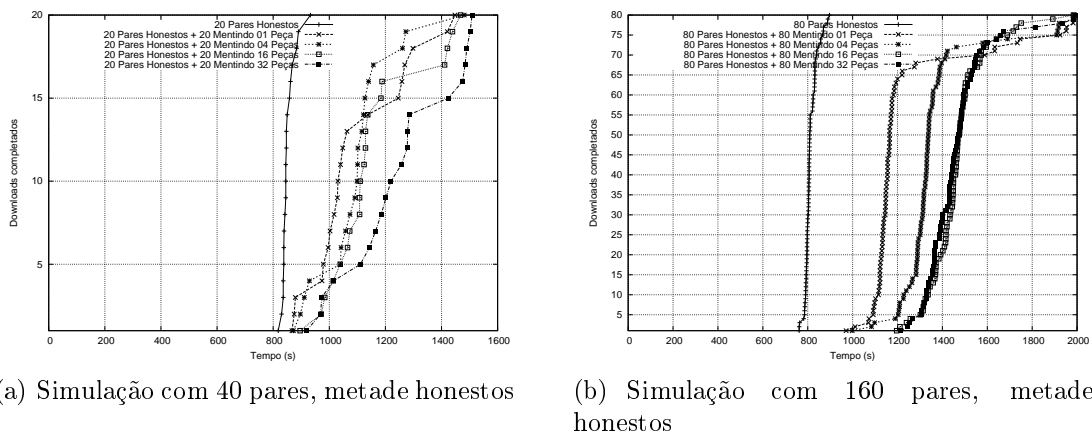 20
15
10
5
0
200
400
600
800
1000
1200
1400
1600
Downloads completados
Tempo (s)
20 Pares Honestos
20 Pares Honestos + 20 Mentindo 01 Peça
20 Pares Honestos + 20 Mentindo 04 Peças
20 Pares Honestos + 20 Mentindo 16 Peças
20 Pares Honestos + 20 Mentindo 32 Peças
a) Simulação com 40 pares, metade honestos
80
75
70
65
60
55
50
45
40
35
30
25
20
15
10
5
0
200
400
600
800
1000
1200
1400
1600
1800
2000
Downloads completados
Tempo (s)
80 Pares Honestos
80 Pares Honestos + 80 Mentindo 01 Peça
80 Pares Honestos + 80 Mentindo 04 Peças
80 Pares Honestos + 80 Mentindo 16 Peças
80 Pares Honestos + 80 Mentindo 32 Peças
(b) Simulação com 160 pares, metade
honestos